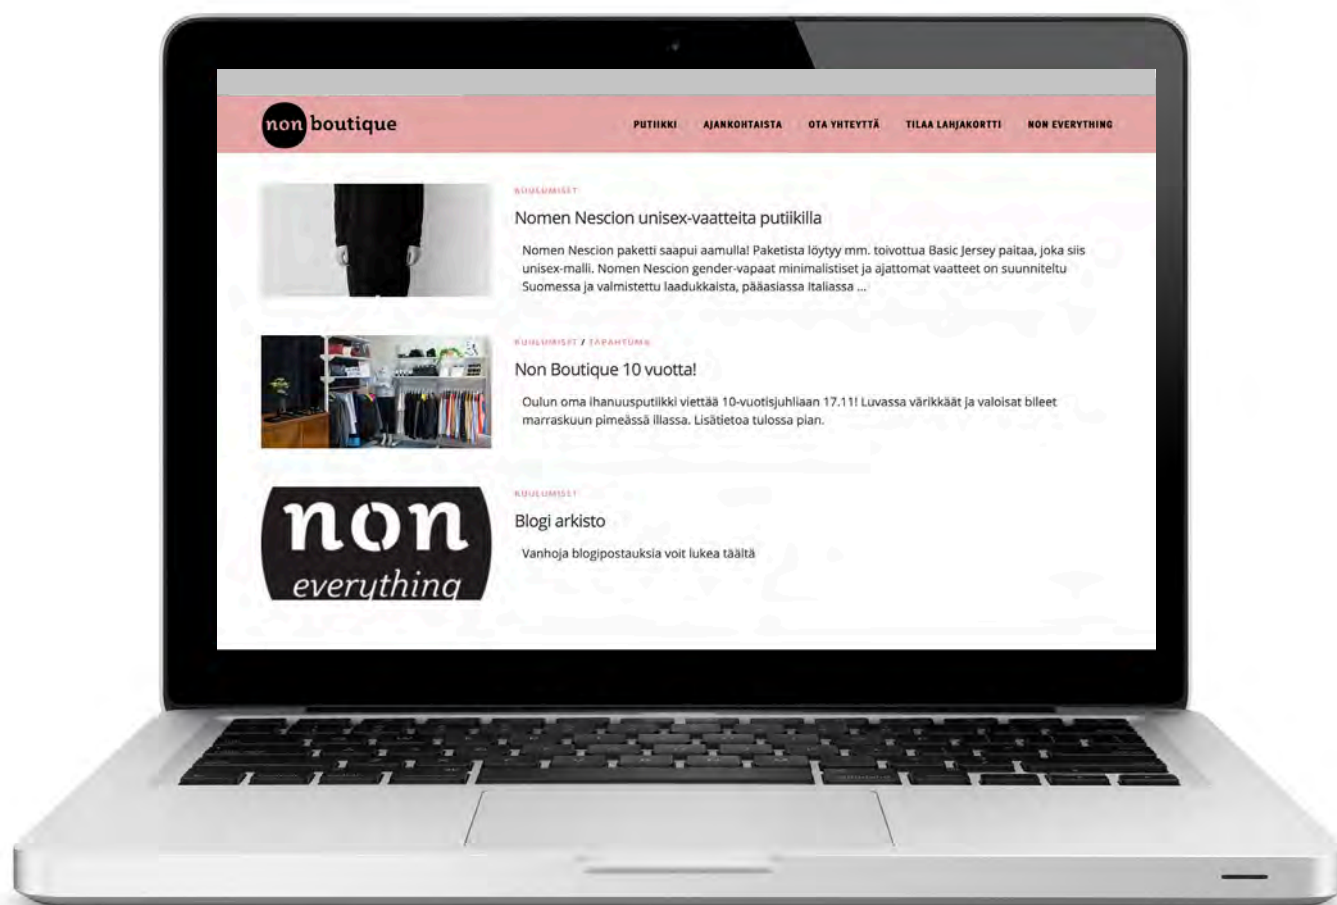 non boutique
PUTIIKKI AJANKOHTAISTA OTA YHTEYTTÄ TILAA LAHJAKORTTI NON EVERYTHING
KUULUMISET
Nomen Nescion unisex-vaatteita putiikilla
Nomen Nescion paketti saapui aamulla! Paketista löytyy mm. toivottua Basic Jersey paitaa, joka siis
unisex-malli. Nomen Nescion gender-vapaat minimalistiset ja ajattomat vaatteet on suunniteltu
Suomessa ja valmistettu laadukkaista, pääasiassa Italiassa ...
KUULUMISET / TAPAHTUMA
Non Boutique 10 vuotta!
Oulun oma ihanuusputiikki viettää 10-vuotisjuhliaan 17.11! Luvassa värikkäät ja valoisat bileet
marraskuun pimeässä illassa. Lisätietoa tulossa pian.
non
everything
KUULUMISET
Blogi arkisto
Vanhoja blogipostauksia voit lukea täältä